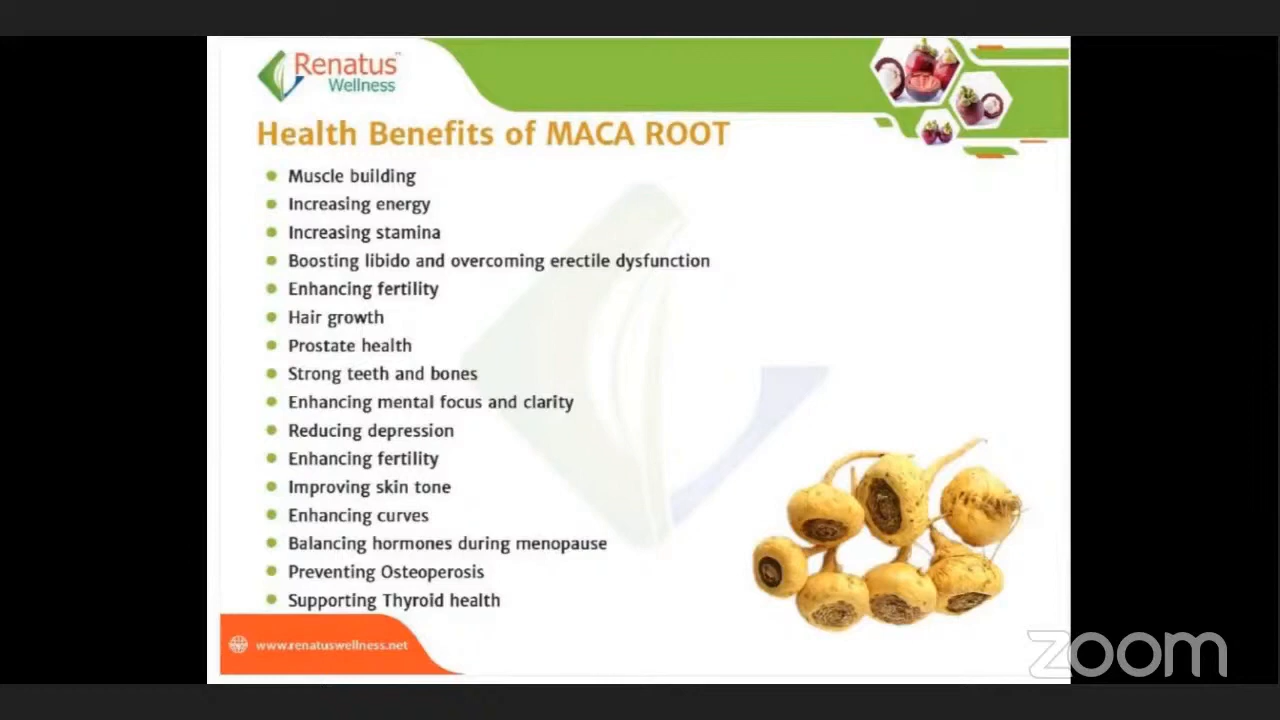 Renatus™
Wellness
Health Benefits of MACA ROOT
Muscle building
Increasing energy
Increasing stamina
Boosting libido and overcoming erectile dysfunction
Enhancing fertility
Hair growth
Prostate health
Strong teeth and bones
Enhancing mental focus and clarity
Reducing depression
Enhancing fertility
Improving skin tone
Enhancing curves
Balancing hormones during menopause
Preventing Osteoperosis
Supporting Thyroid health
www.renatuswellness.net
zoom